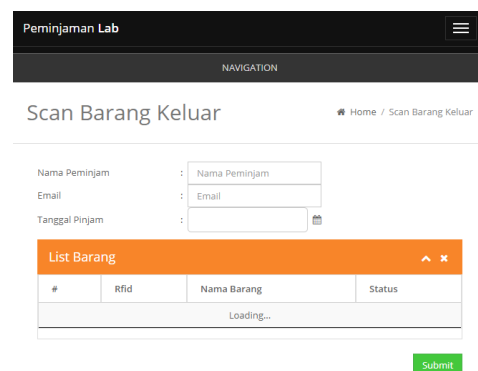 Peminjaman Lab
NAVIGATION
Scan Barang Keluar
Home / Scan Barang Keluar
Nama Peminjam : Nama Peminjam
Email : Email
Tanggal Pinjam :
List Barang
# Rfid Nama Barang Status
Loading...
Submit